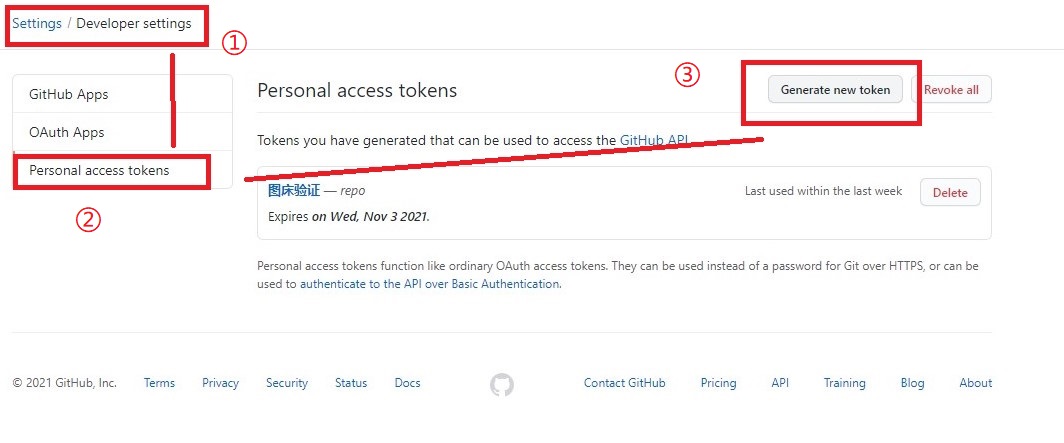 Settings / Developer settings
①
GitHub Apps
OAuth Apps
Personal access tokens
②
Personal access tokens
③
Generate new token
Revoke all
Tokens you have generated that can be used to access the GitHub API.
图床验证 — repo
Last used within the last week
Delete
Expires on Wed, Nov 3 2021.
Personal access tokens function like ordinary OAuth access tokens. They can be used instead of a password for Git over HTTPS, or can be
used to authenticate to the API over Basic Authentication.
© 2021 GitHub, Inc. Terms Privacy Security Status Docs Contact GitHub Pricing API Training Blog About